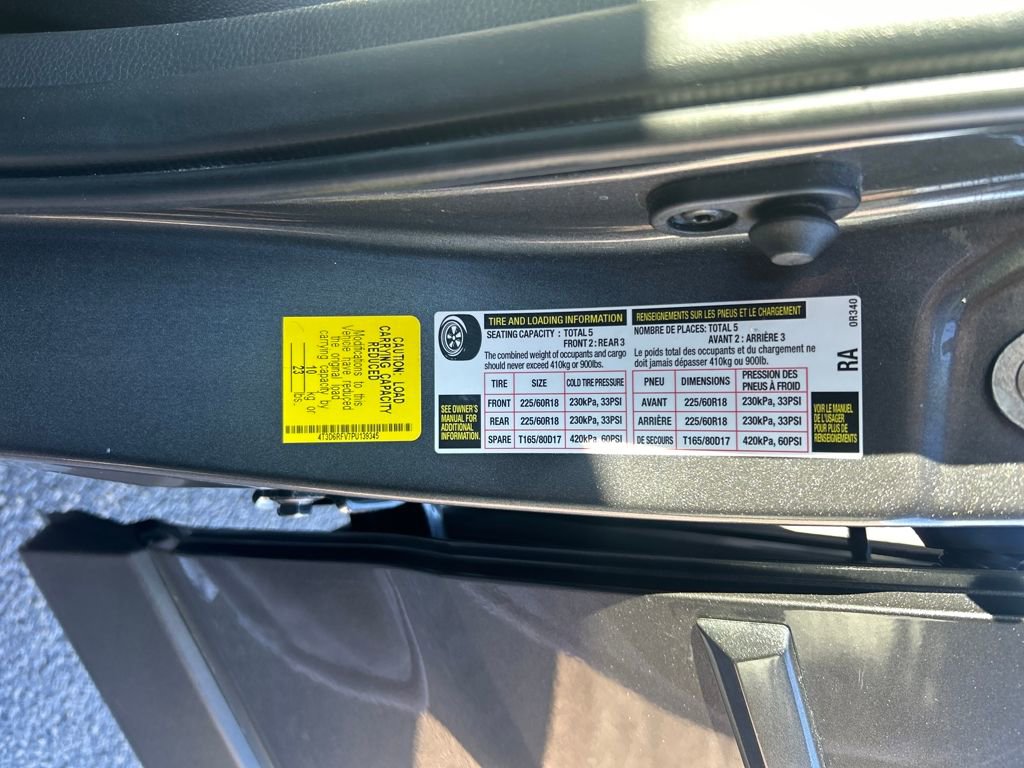 CAUTION: LOAD
CARRYING CAPACITY
REDUCED
Modifications to this
Vehicle have reduced
the original load
carrying capacity by
10 kg or
23 lbs.
4T3D6RFV7PU139345
TIRE AND LOADING INFORMATION
SEATING CAPACITY : TOTAL 5
FRONT 2 : REAR 3
The combined weight of occupants and cargo
should never exceed 410kg or 900lbs.
SEE OWNER'S
MANUAL FOR
ADDITIONAL
INFORMATION.
TIRE SIZE COLD TIRE PRESSURE
FRONT 225/60R18 230kPa, 33PSI
REAR 225/60R18 230kPa, 33PSI
SPARE T165/80D17 420kPa, 60PSI
RENSEIGNEMENTS SUR LES PNEUS ET LE CHARGEMENT
NOMBRE DE PLACES: TOTAL 5
AVANT 2 : ARRIÈRE 3
Le poids total des occupants et du chargement ne
doit jamais dépasser 410kg ou 900lb.
PNEU DIMENSIONS PRESSION DES
PNEUS À FROID
AVANT 225/60R18 230kPa, 33PSI
ARRIÈRE 225/60R18 230kPa, 33PSI
DE SECOURS T165/80D17 420kPa, 60PSI
VOIR LE MANUEL
DE L'USAGER
POUR PLUS DE
RENSEIGNEMENTS
0R340
RA